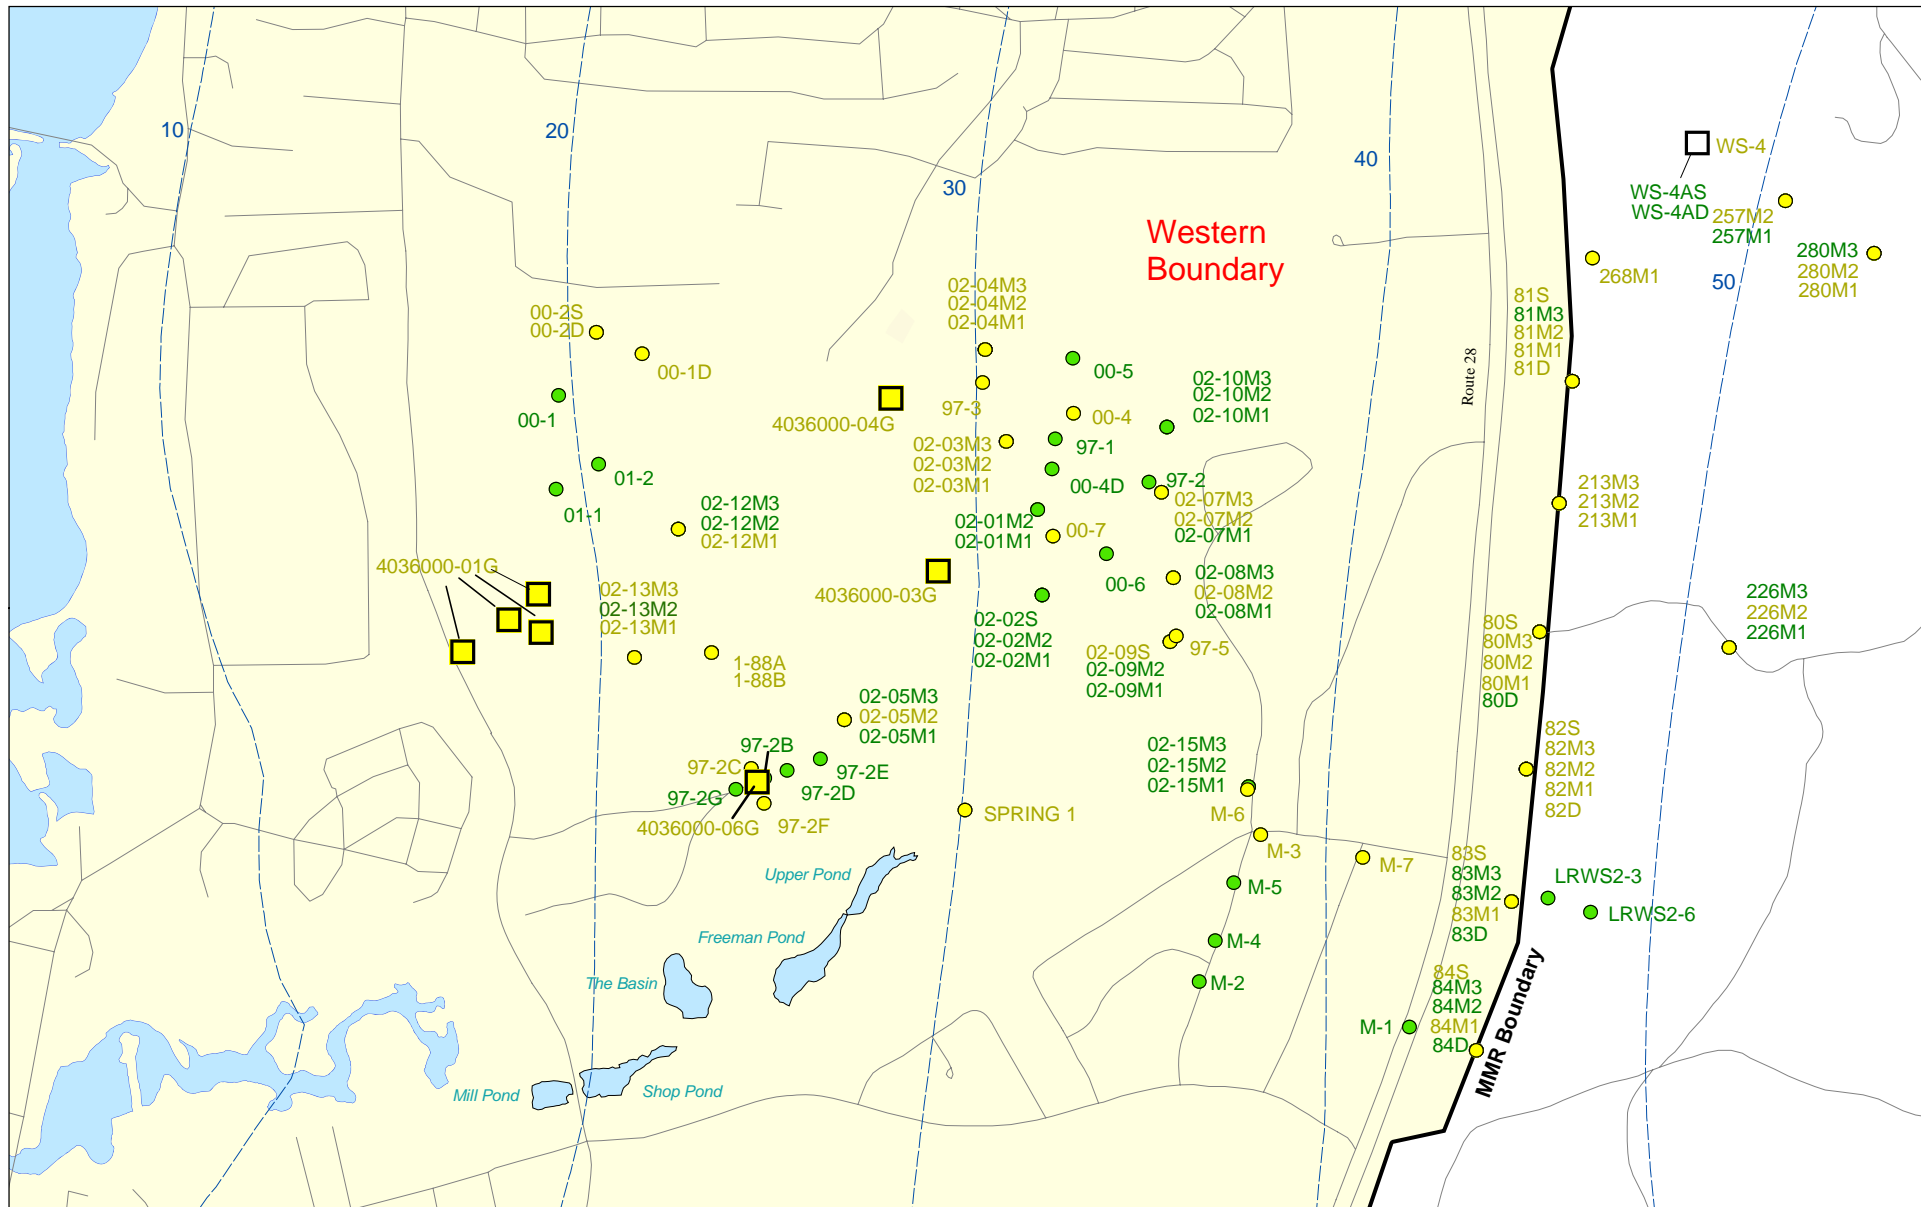 10
20
30
40
50
Western
Boundary
WS-4
WS-4AS
WS-4AD
257M2
257M1
280M3
280M2
280M1
268M1
00-2S
00-2D
00-1D
00-1
01-2
01-1
02-04M3
02-04M2
02-04M1
97-3
4036000-04G
02-03M3
02-03M2
02-03M1
00-5
00-4
97-1
00-4D
02-10M3
02-10M2
02-10M1
97-2
02-07M3
02-07M2
02-07M1
Route 28
81S
81M3
81M2
81M1
81D
213M3
213M2
213M1
02-12M3
02-12M2
02-12M1
02-01M2
02-01M1
00-7
00-6
4036000-01G
4036000-03G
02-13M3
02-13M2
02-13M1
02-08M3
02-08M2
02-08M1
02-02S
02-02M2
02-02M1
02-09S
02-09M2
02-09M1
97-5
80S
80M3
80M2
80M1
80D
226M3
226M2
226M1
1-88A
1-88B
02-05M3
02-05M2
02-05M1
97-2B
97-2C
97-2E
97-2D
97-2G
97-2F
4036000-06G
SPRING 1
02-15M3
02-15M2
02-15M1
M-6
M-3
M-7
M-5
M-4
M-2
M-1
82S
82M3
82M2
82M1
82D
83S
83M3
83M2
83M1
83D
LRWS2-3
LRWS2-6
84S
84M3
84M2
84M1
84D
MMR Boundary
Upper Pond
Freeman Pond
The Basin
Mill Pond
Shop Pond